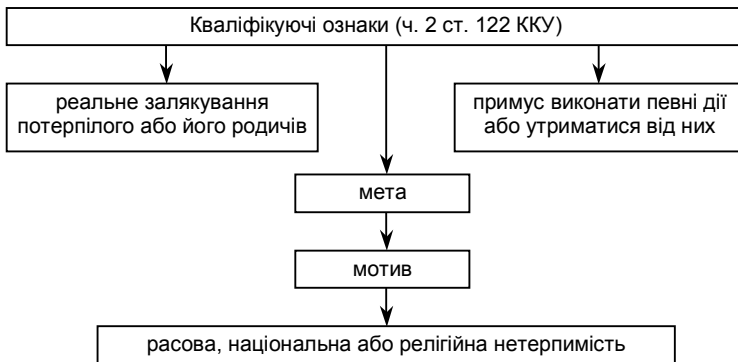 Кваліфікуючі ознаки (ч. 2 ст. 122 ККУ)
реальне залякування
потерпілого або його родичів
примус виконати певні дії
або утриматися від них
мета
мотив
расова, національна або релігійна нетерпимість